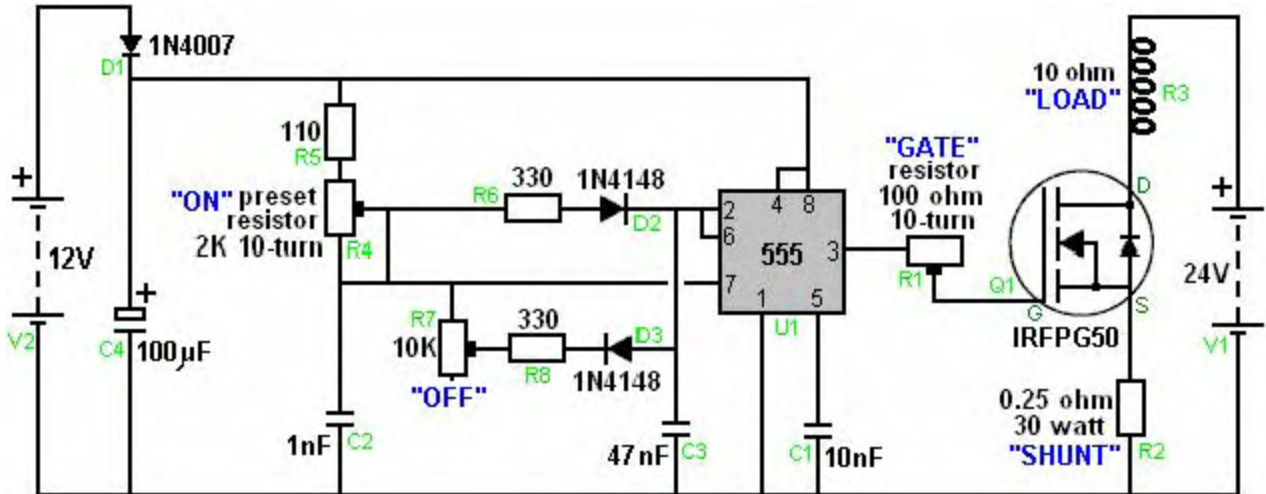 1N4007
D1
110
R5
"ON" preset
resistor
2K 10-turn
R4
+
12V
V2
+
C4
100µF
R6
330
1N4148
D2
R7
10K
"OFF"
330
R8
D3
1N4148
1nF
C2
47nF
C3
C1
10nF
2
6
7
4
8
3
1
5
555
U1
"GATE"
resistor
100 ohm
10-turn
R1
10 ohm
"LOAD"
R3
D
Q1
G
S
IRFPG50
+
24V
V1
0.25 ohm
30 watt
"SHUNT"
R2